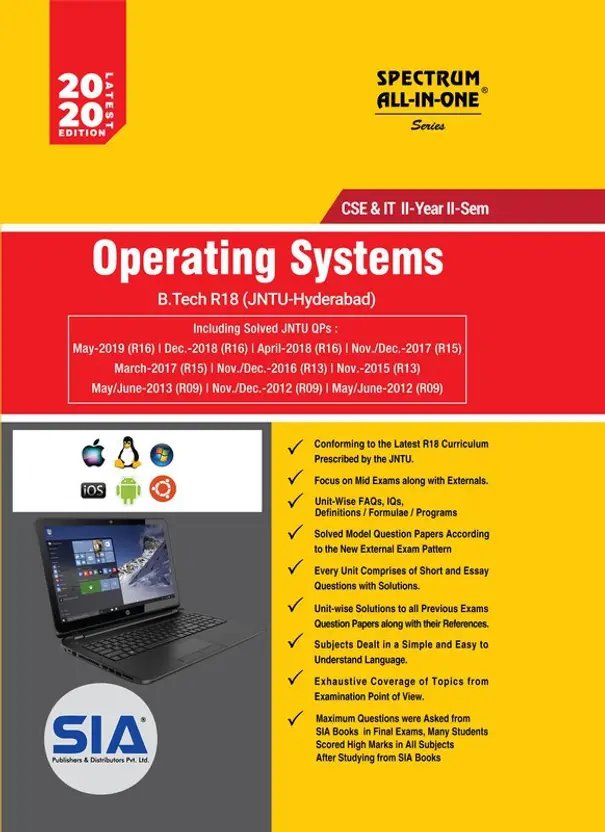 20
20
LATEST
EDITION
SPECTRUM
ALL-IN-ONE®
Series
CSE & IT II-Year II-Sem
Operating Systems
B.Tech R18 (JNTU-Hyderabad)
Including Solved JNTU QPs :
May-2019 (R16) | Dec.-2018 (R16) | April-2018 (R16) | Nov./Dec.-2017 (R15)
March-2017 (R15) | Nov./Dec.-2016 (R13) | Nov.-2015 (R13)
May/June-2013 (R09) | Nov./Dec.-2012 (R09) | May/June-2012 (R09)
iOS
Conforming to the Latest R18 Curriculum
Prescribed by the JNTU.
Focus on Mid Exams along with Externals.
Unit-Wise FAQs, IQs,
Definitions / Formulae / Programs
Solved Model Question Papers According
to the New External Exam Pattern
Every Unit Comprises of Short and Essay
Questions with Solutions.
Unit-wise Solutions to all Previous Exams
Question Papers along with their References.
Subjects Dealt in a Simple and Easy to
Understand Language.
Exhaustive Coverage of Topics from
Examination Point of View.
Maximum Questions were Asked from
SIA Books in Final Exams, Many Students
Scored High Marks in All Subjects
After Studying from SIA Books
SIA®
Publishers & Distributors Pvt. Ltd.